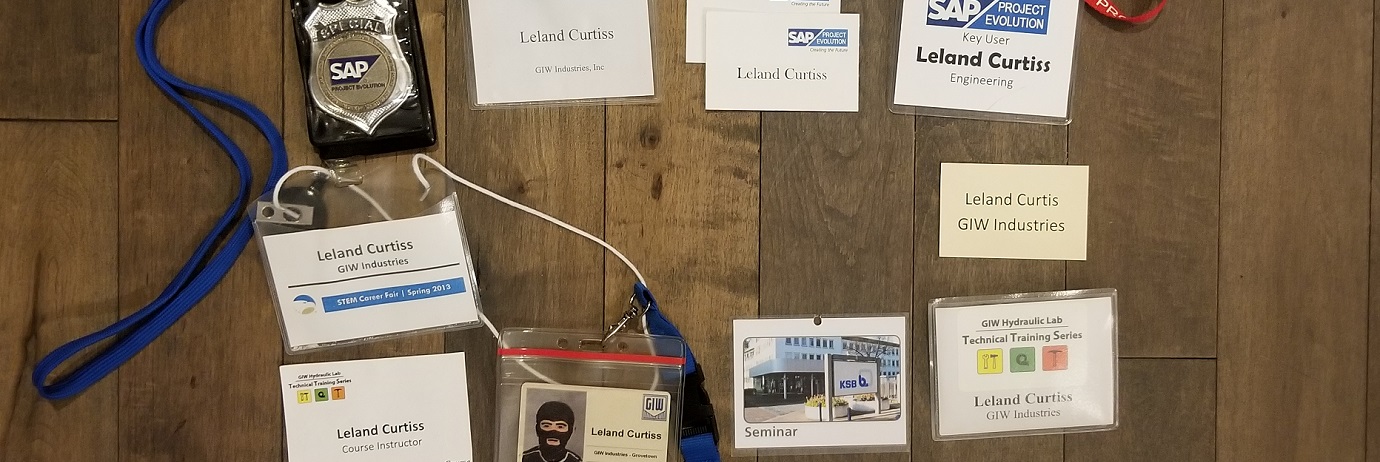 SPECIAL
SAP
PROJECT EVOLUTION
Leland Curtiss
GIW Industries, Inc
Creating the Future
SAP PROJECT
EVOLUTION
Creating the Future
Leland Curtiss
SAP PROJECT
EVOLUTION
Key User
Leland Curtiss
Engineering
PRO
Leland Curtis
GIW Industries
Leland Curtiss
GIW Industries
STEM Career Fair | Spring 2013
GIW Hydraulic Lab
Technical Training Series
Leland Curtiss
Course Instructor
GIW
Leland Curtiss
GIW Industries - Grovetown
KSB b.
Seminar
GIW Hydraulic Lab
Technical Training Series
Q T
Leland Curtiss
GIW Industries